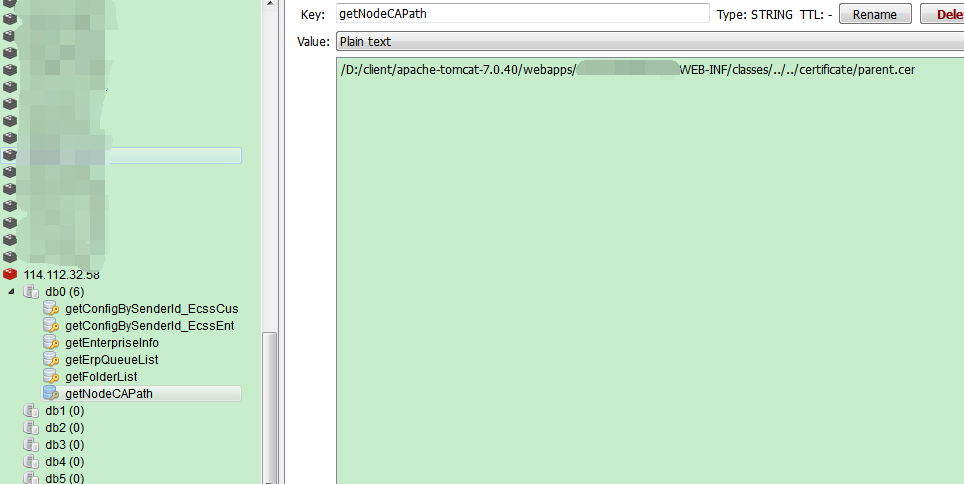 Key: getNodeCAPath Type: STRING TTL: - Rename Dele
Value: Plain text
/D:/client/apache-tomcat-7.0.40/webapps/ WEB-INF/classes/../../certificate/parent.cer
114.112.32.58
db0 (6)
getConfigBySenderId_EcssCus
getConfigBySenderId_EcssEnt
getEnterpriseInfo
getErpQueueList
getFolderList
getNodeCAPath
db1 (0)
db2 (0)
db3 (0)
db4 (0)
db5 (0)